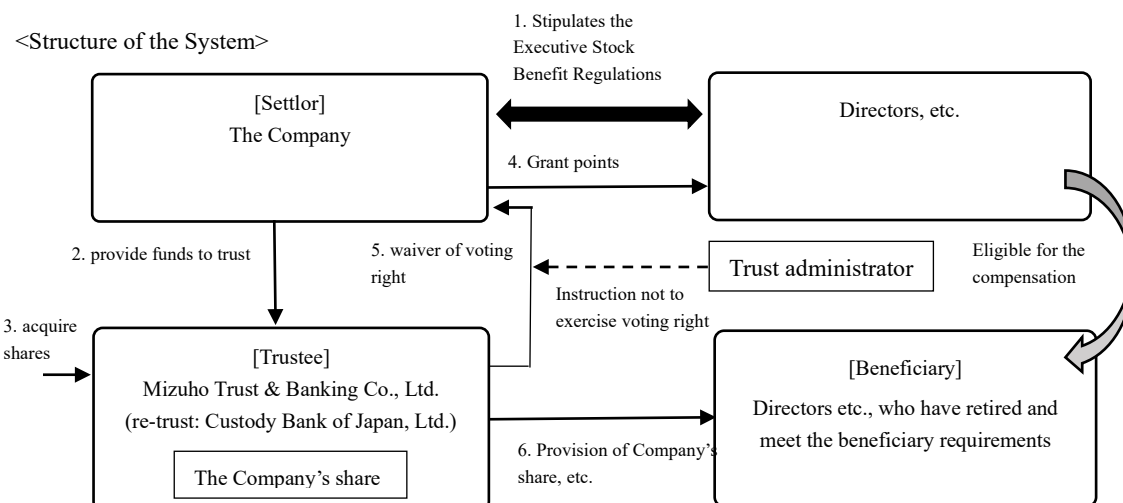 <Structure of the System>
1. Stipulates the
Executive Stock
Benefit Regulations
[Settlor]
The Company
Directors, etc.
4. Grant points
2. provide funds to trust
5. waiver of voting
right
Trust administrator
Eligible for the
compensation
Instruction not to
exercise voting right
3. acquire
shares
[Trustee]
Mizuho Trust & Banking Co., Ltd.
(re-trust: Custody Bank of Japan, Ltd.)
The Company’s share
6. Provision of Company’s
share, etc.
[Beneficiary]
Directors etc., who have retired and
meet the beneficiary requirements